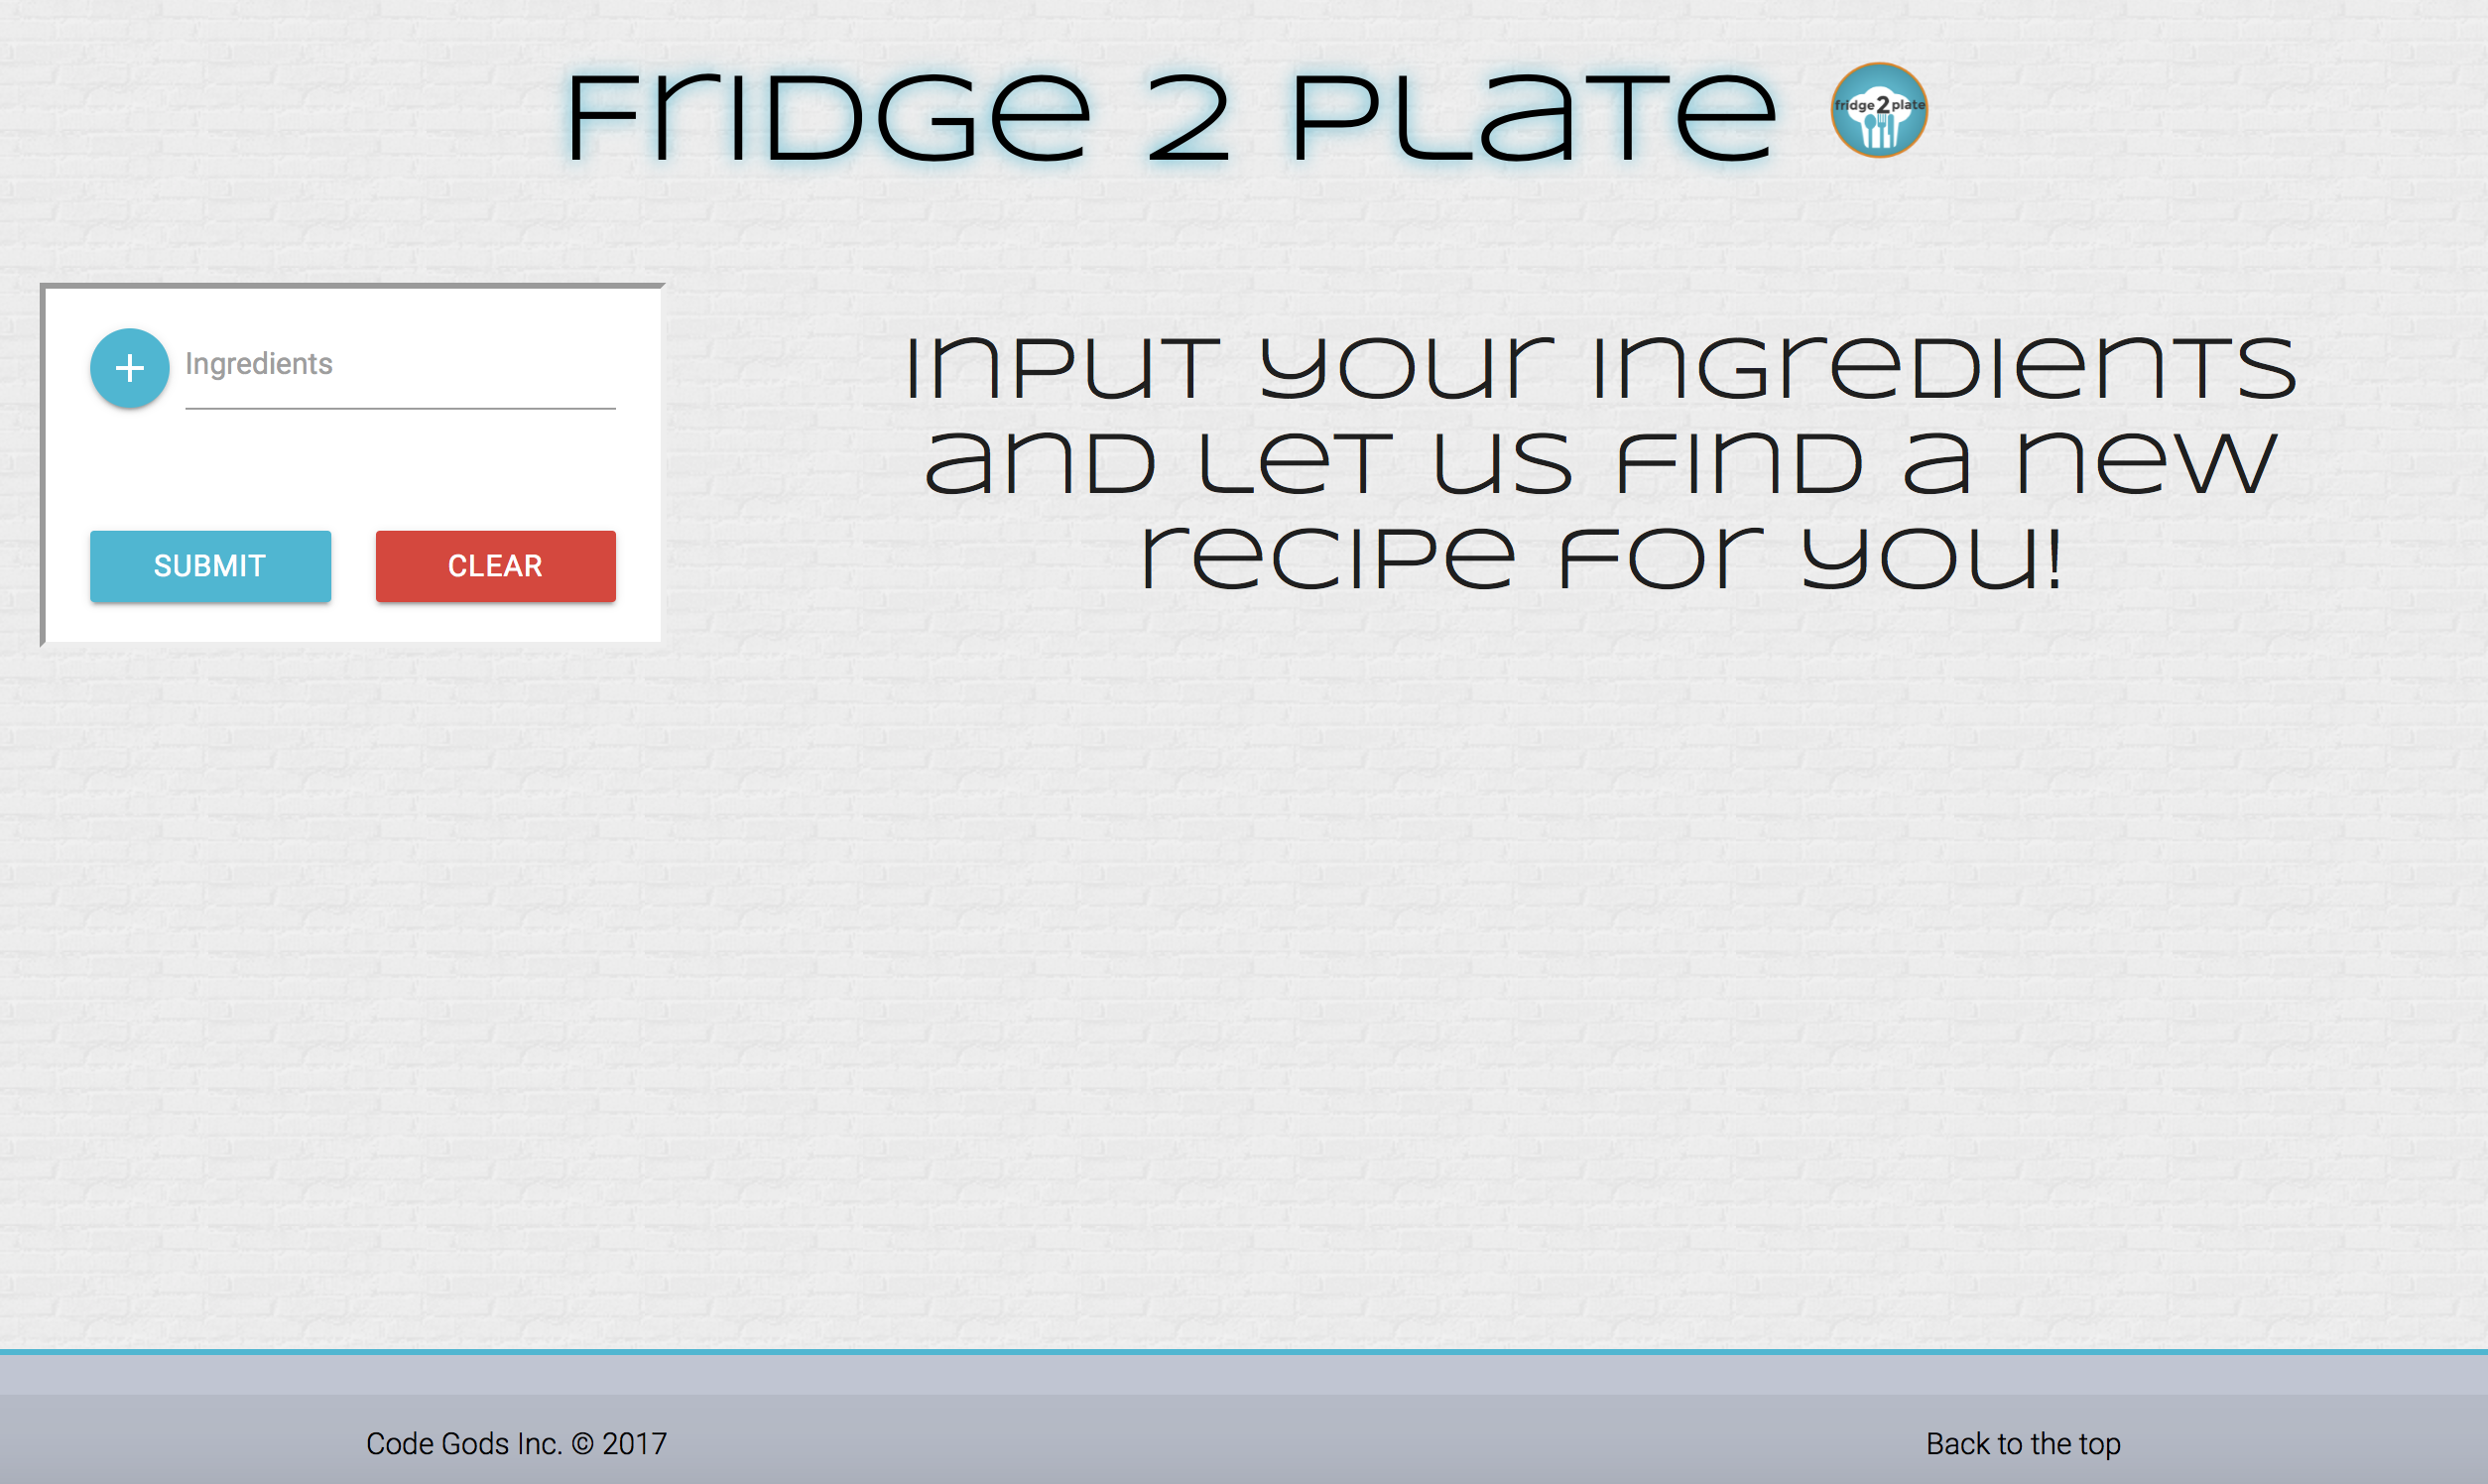 Fridge 2 Plate
fridge 2 plate
Ingredients
Input your ingredients
and let us find a new
recipe for you!
SUBMIT CLEAR
Code Gods Inc. © 2017 Back to the top